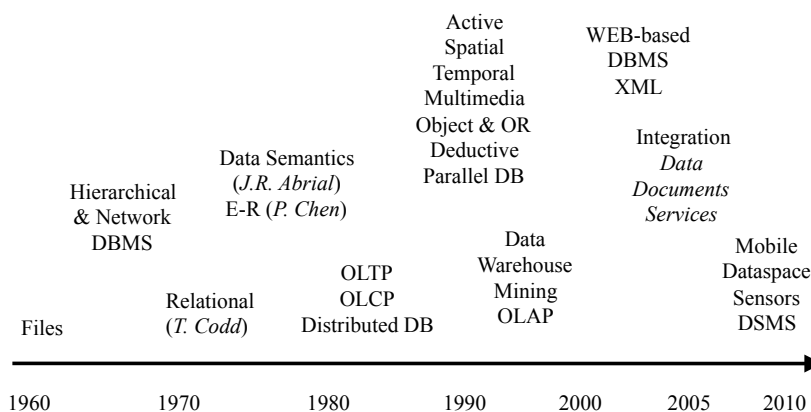 Files
Hierarchical
& Network
DBMS
Relational
(T. Codd)
Data Semantics
(J.R. Abrial)
E-R (P. Chen)
OLTP
OLCP
Distributed DB
Active
Spatial
Temporal
Multimedia
Object & OR
Deductive
Parallel DB
Data
Warehouse
Mining
OLAP
WEB-based
DBMS
XML
Integration
Data
Documents
Services
Mobile
Dataspace
Sensors
DSMS
1960 1970 1980 1990 2000 2005 2010